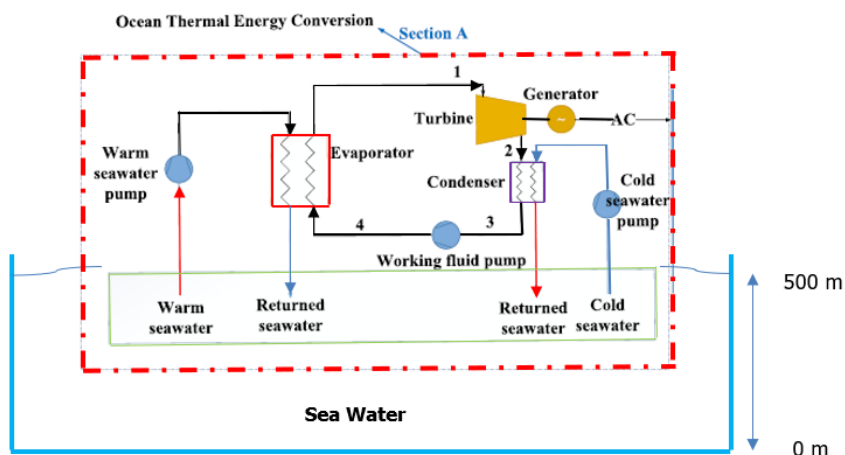 Ocean Thermal Energy Conversion
Section A
1
Generator
Turbine
~
AC
Warm
seawater
pump
Evaporator
2
Condenser
Cold
seawater
pump
4
3
Working fluid pump
Warm
seawater
Returned
seawater
Returned
seawater
Cold
seawater
500 m
Sea Water
0 m